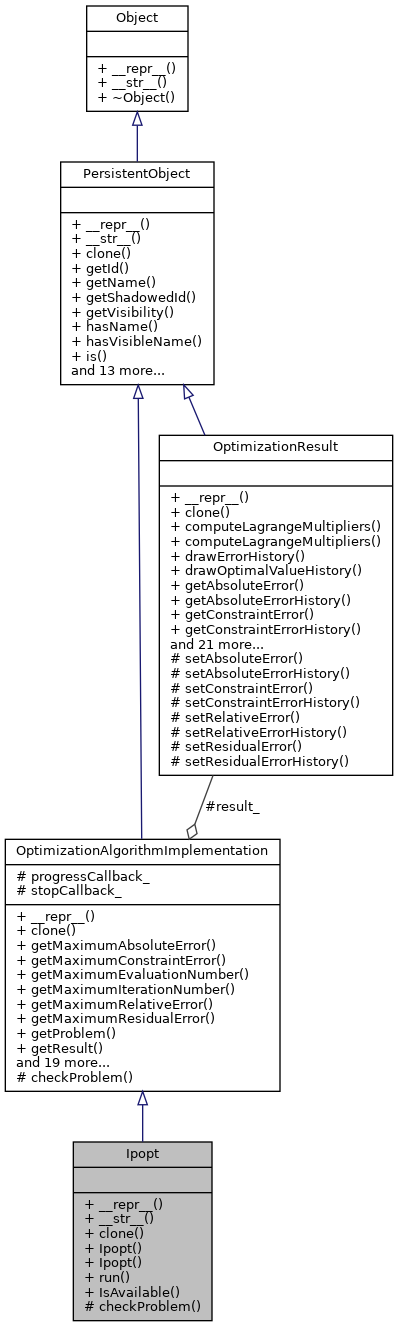 Object
+ __repr__()
+ __str__()
+ ~Object()
PersistentObject
+ __repr__()
+ __str__()
+ clone()
+ getId()
+ getName()
+ getShadowedId()
+ getVisibility()
+ hasName()
+ hasVisibleName()
+ is()
and 13 more...
OptimizationResult
+ __repr__()
+ clone()
+ computeLagrangeMultipliers()
+ computeLagrangeMultipliers()
+ drawErrorHistory()
+ drawOptimalValueHistory()
+ getAbsoluteError()
+ getAbsoluteErrorHistory()
+ getConstraintError()
+ getConstraintErrorHistory()
and 21 more...
# setAbsoluteError()
# setAbsoluteErrorHistory()
# setConstraintError()
# setConstraintErrorHistory()
# setRelativeError()
# setRelativeErrorHistory()
# setResidualError()
# setResidualErrorHistory()
#result_
OptimizationAlgorithmImplementation
# progressCallback_
# stopCallback_
+ __repr__()
+ clone()
+ getMaximumAbsoluteError()
+ getMaximumConstraintError()
+ getMaximumEvaluationNumber()
+ getMaximumIterationNumber()
+ getMaximumRelativeError()
+ getMaximumResidualError()
+ getProblem()
+ getResult()
and 19 more...
# checkProblem()
Ipopt
+ __repr__()
+ __str__()
+ clone()
+ Ipopt()
+ Ipopt()
+ run()
+ IsAvailable()
# checkProblem()